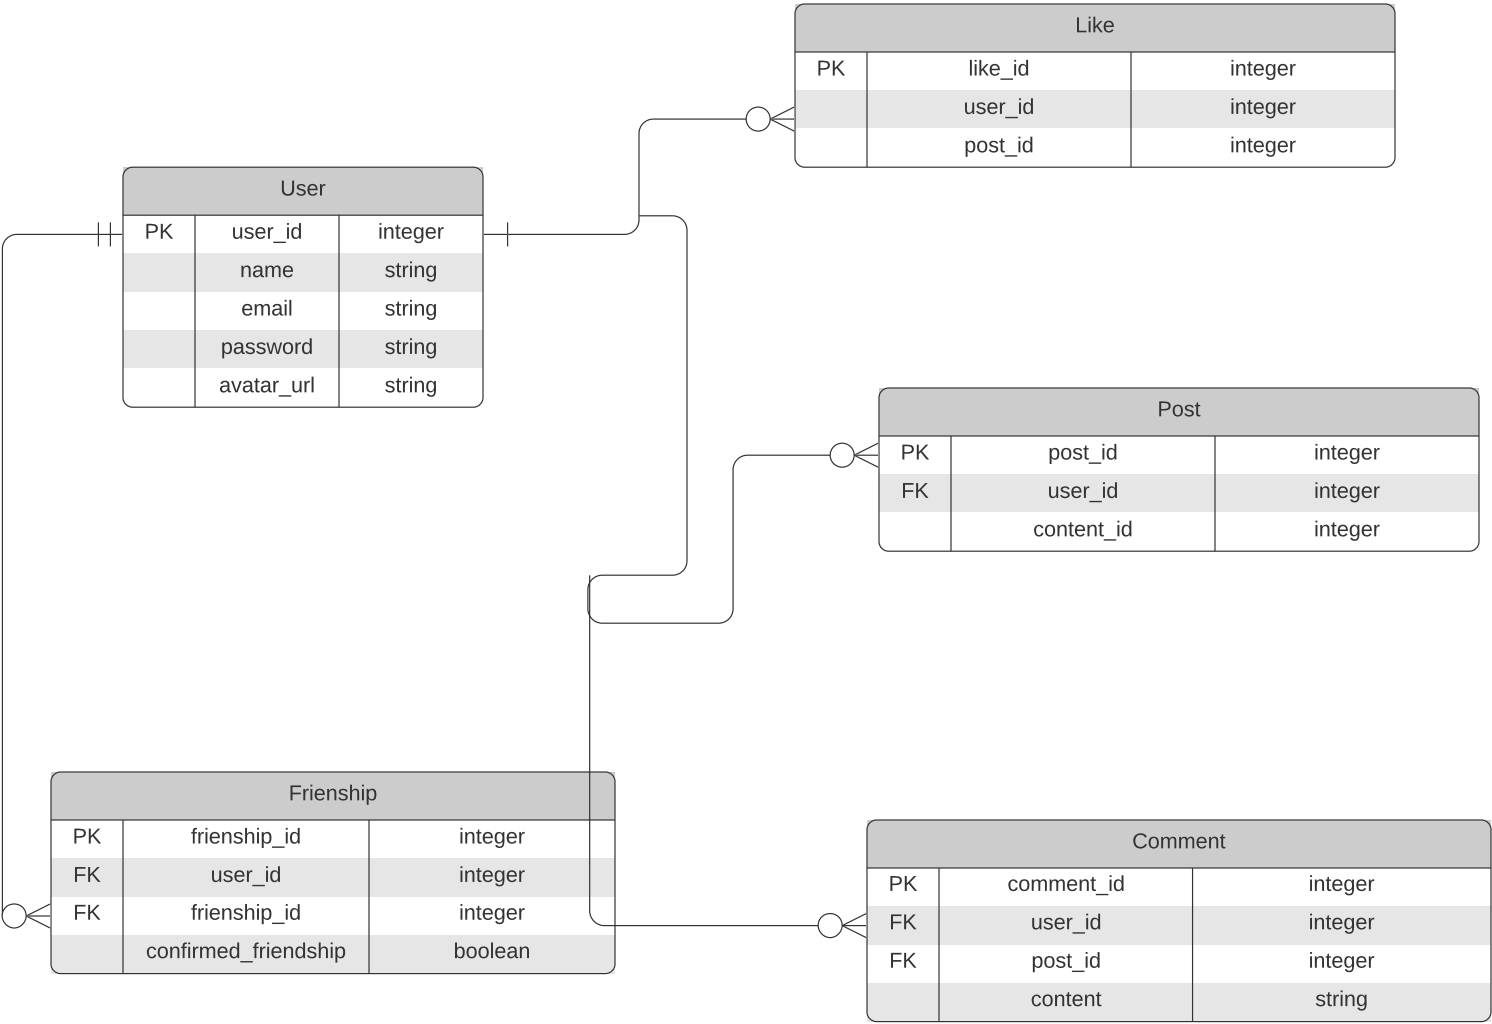 Like
PK like_id integer
user_id integer
post_id integer
User
PK user_id integer
name string
email string
password string
avatar_url string
Post
PK post_id integer
FK user_id integer
content_id integer
Frienship
PK frienship_id integer
FK user_id integer
FK frienship_id integer
confirmed_friendship boolean
Comment
PK comment_id integer
FK user_id integer
FK post_id integer
content string